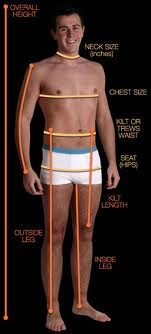 OVERALL
HEIGHT
NECK SIZE
(inches)
CHEST SIZE
KILT OR
TREWS
WAIST
SEAT
(HIPS)
KILT
LENGTH
OUTSIDE
LEG
INSIDE
LEG